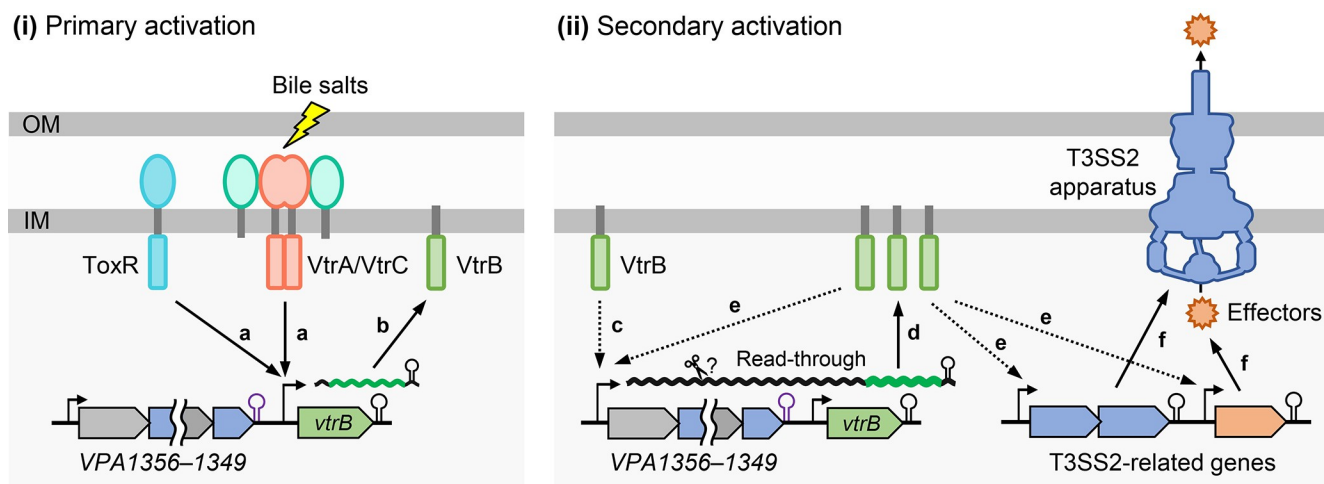 (i) Primary activation
Bile salts
OM
IM
ToxR
VtrA/VtrC
VtrB
a
a
b
vtrB
VPA1356–1349
(ii) Secondary activation
T3SS2
apparatus
VtrB
Effectors
c
e
d
e
e
f
f
?
Read-through
vtrB
VPA1356–1349
T3SS2-related genes